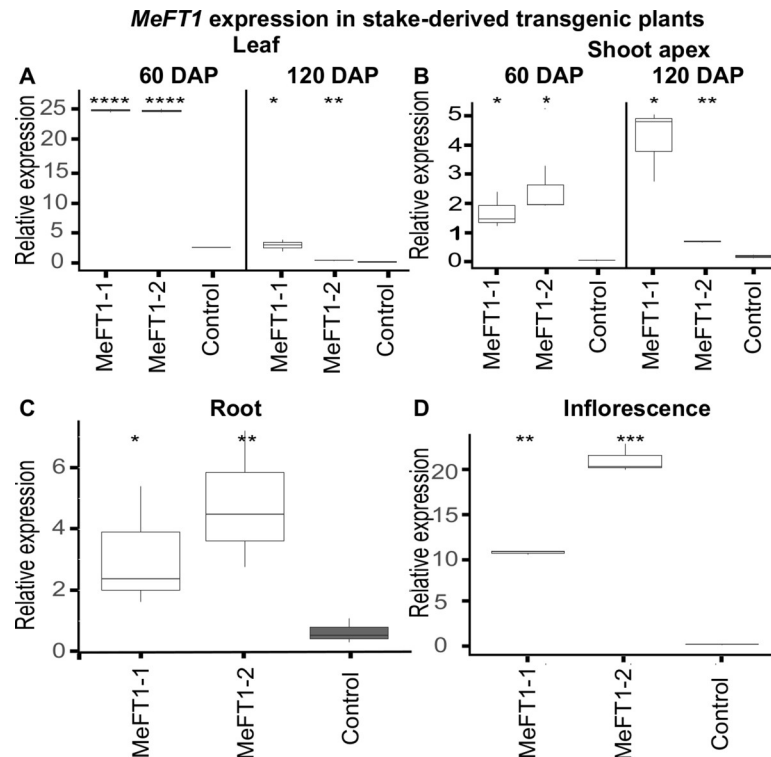 MeFT1 expression in stake-derived transgenic plants
Leaf
Shoot apex
A
60 DAP
120 DAP
B
60 DAP
120 DAP
Relative expression
25
20
15
10
5
0
****
****
*
**
MeFT1-1
MeFT1-2
Control
MeFT1-1
MeFT1-2
Control
Relative expression
5
4
3
2
1
0
*
*
*
**
MeFT1-1
MeFT1-2
Control
MeFT1-1
MeFT1-2
Control
C
Root
Relative expression
6
4
2
0
*
**
MeFT1-1
MeFT1-2
Control
D
Inflorescence
Relative expression
20
15
10
5
0
**
***
MeFT1-1
MeFT1-2
Control